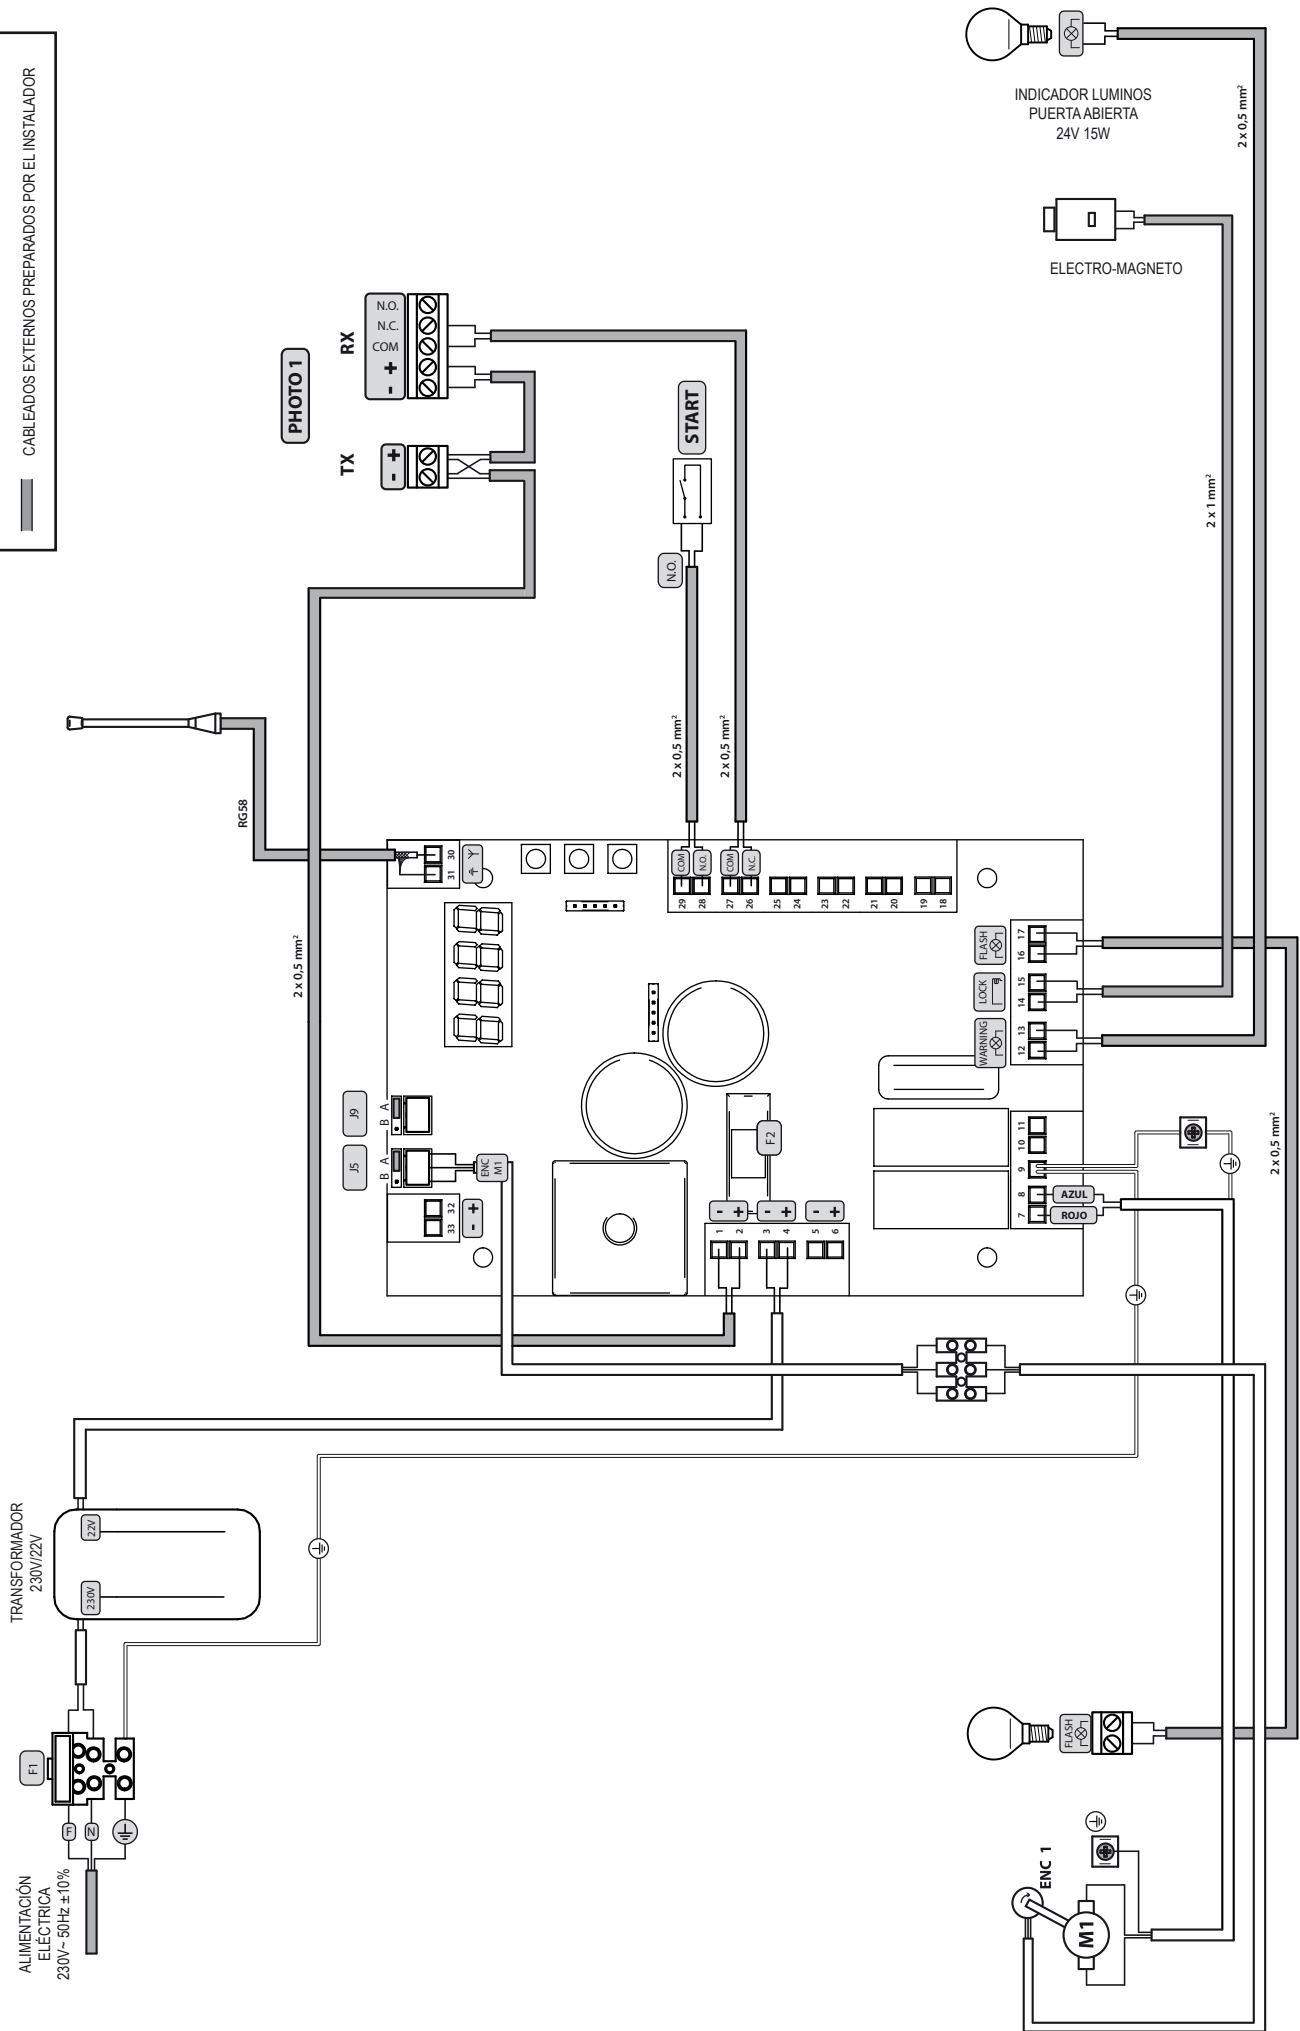 CABLEADOS EXTERNOS PREPARADOS POR EL INSTALADOR
INDICADOR LUMINOS
PUERTA ABIERTA
24V 15W
2 x 0,5 mm²
ELECTRO-MAGNETO
2 x 1 mm²
PHOTO 1
RX
N.O.
N.C.
COM
+
-
TX
+
-
START
N.O.
2 x 0,5 mm²
2 x 0,5 mm²
RG58
2 x 0,5 mm²
30
31
COM
N.O.
COM
N.C.
29
28
27
26
25
24
23
22
21
20
19
18
FLASH
17
16
LOCK
15
14
WARNING
13
12
J9
B A
J5
B A
ENC
M1
32
33
+
-
F2
- +
- +
- +
1
2
3
4
5
6
11
10
9
8
7
AZUL
ROJO
2 x 0,5 mm²
TRANSFORMADOR
230V/22V
22V
230V
F1
F
N
ALIMENTACIÓN
ELÉCTRICA
230V~ 50Hz ±10%
FLASH
ENC 1
M1